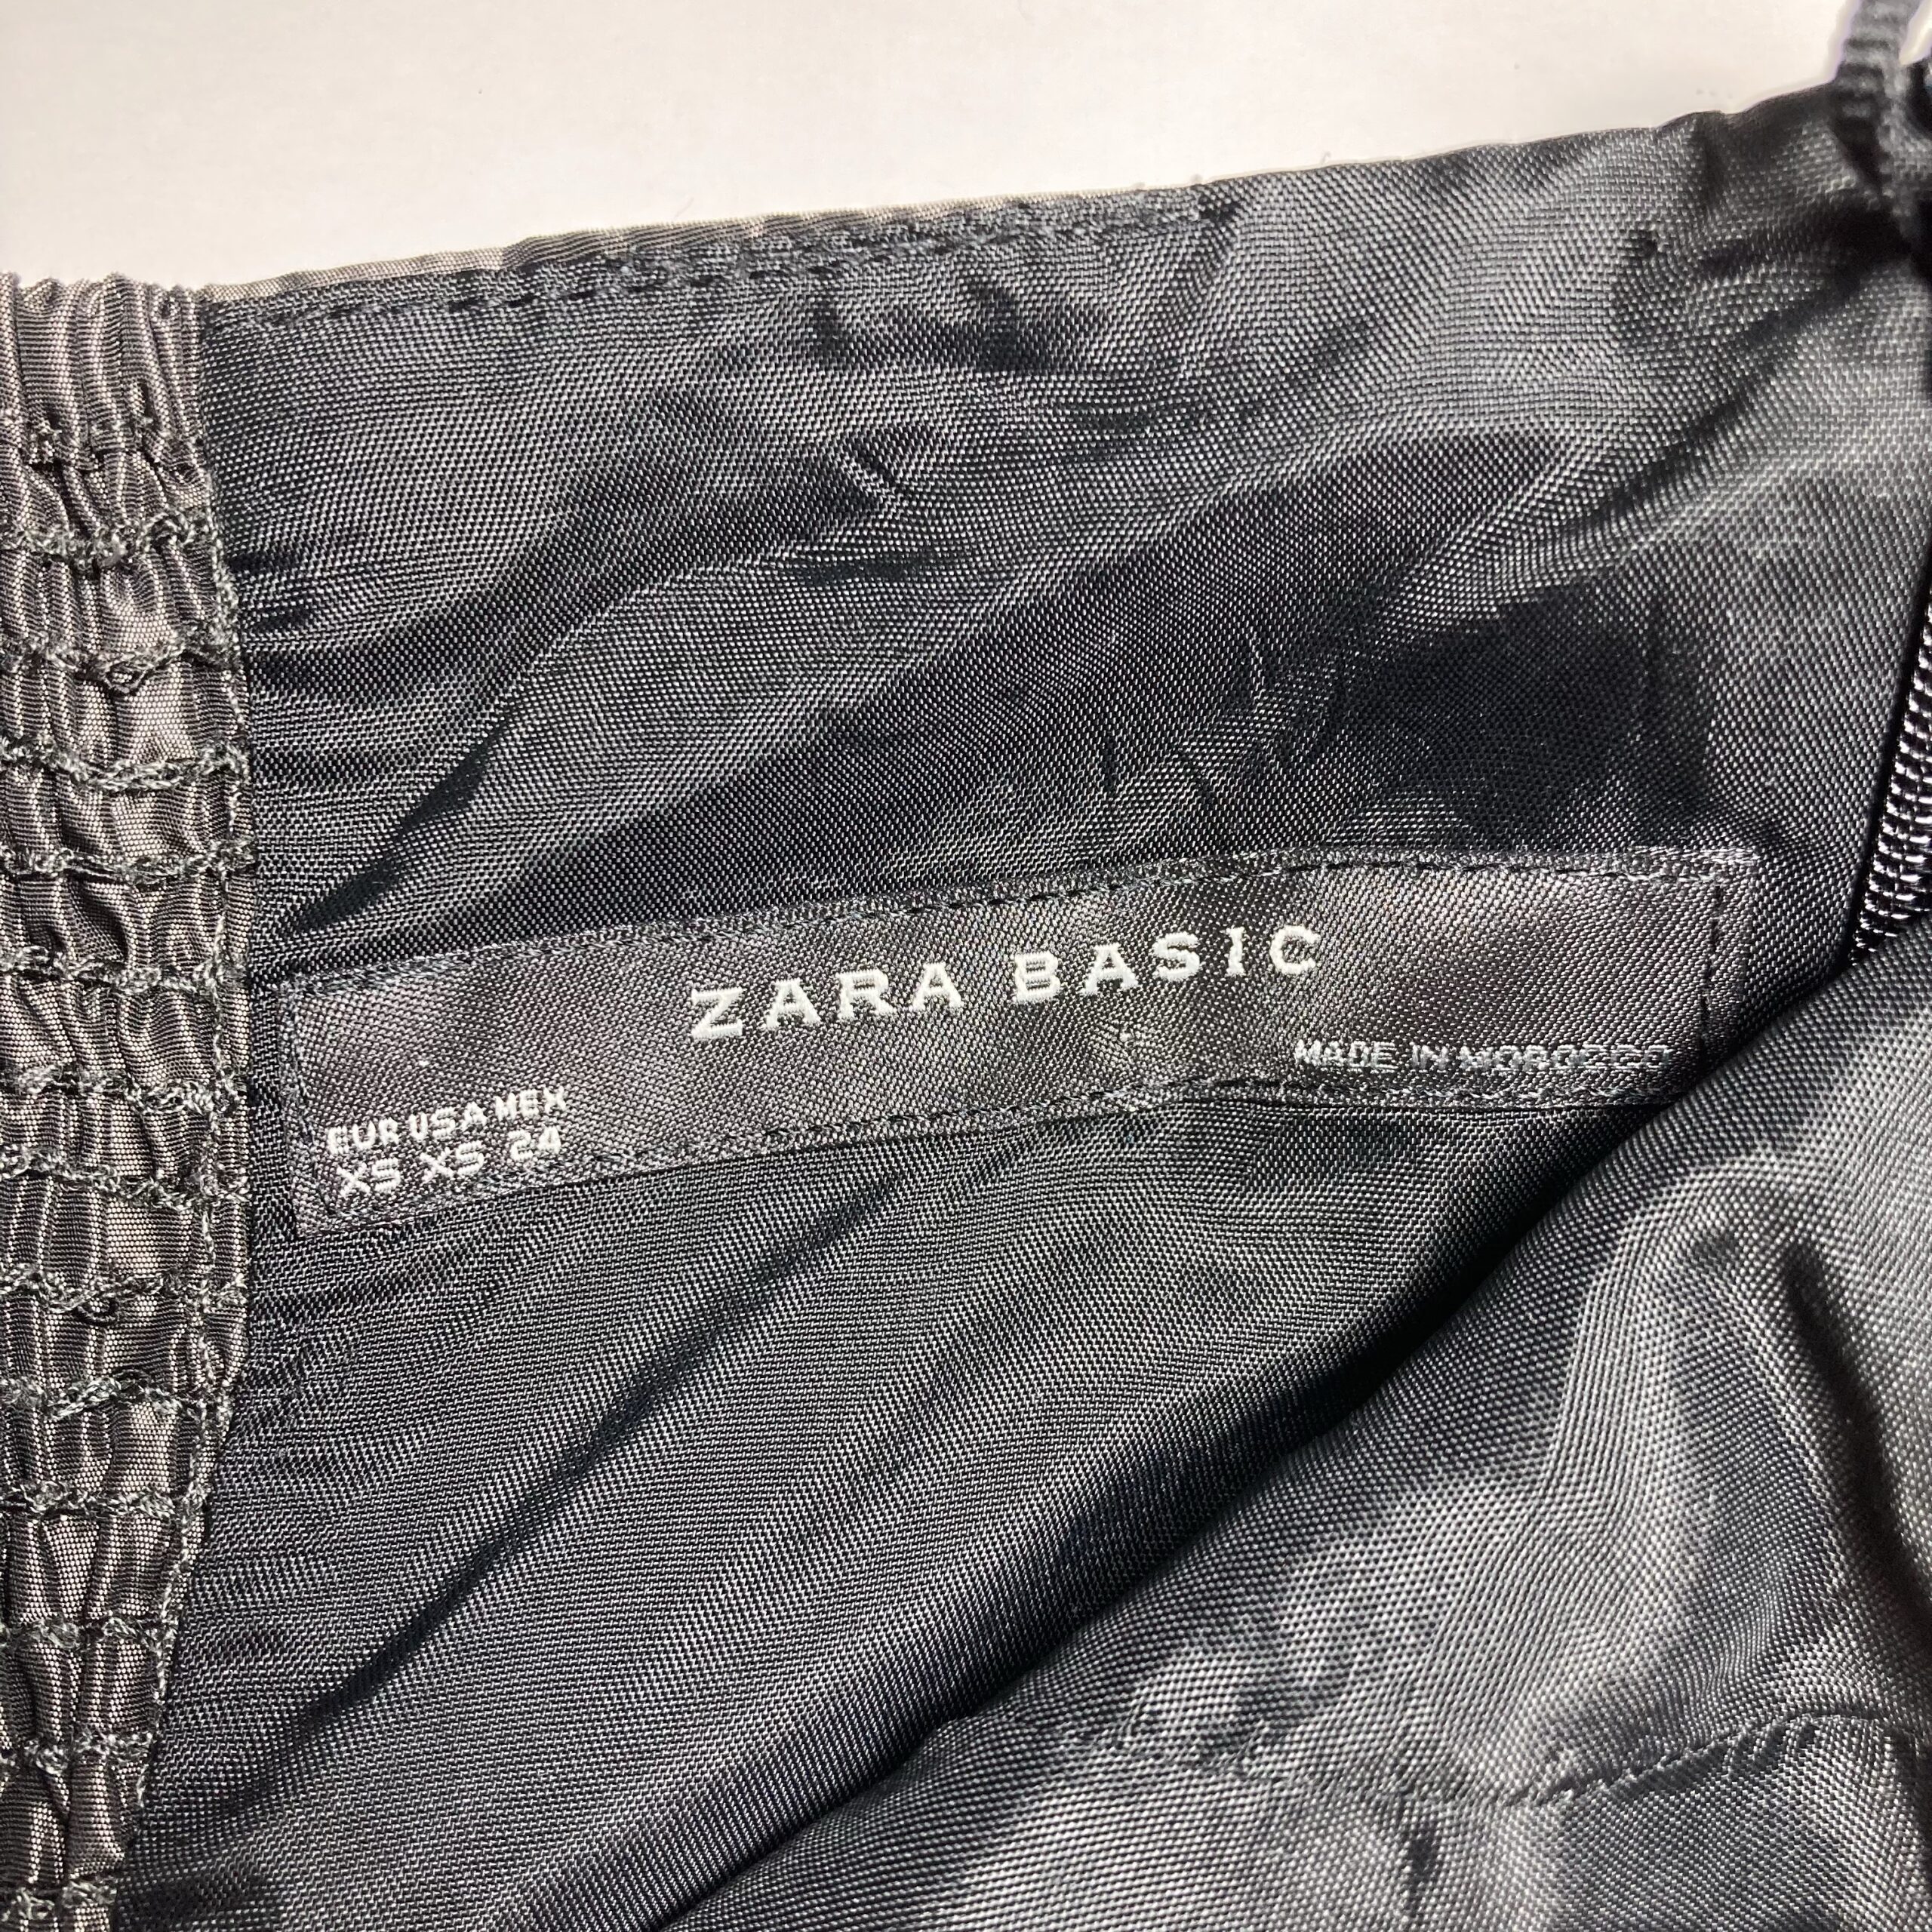 ZARA BASIC
MADE IN MOROCCO
EUR USA MEX
XS XS 24